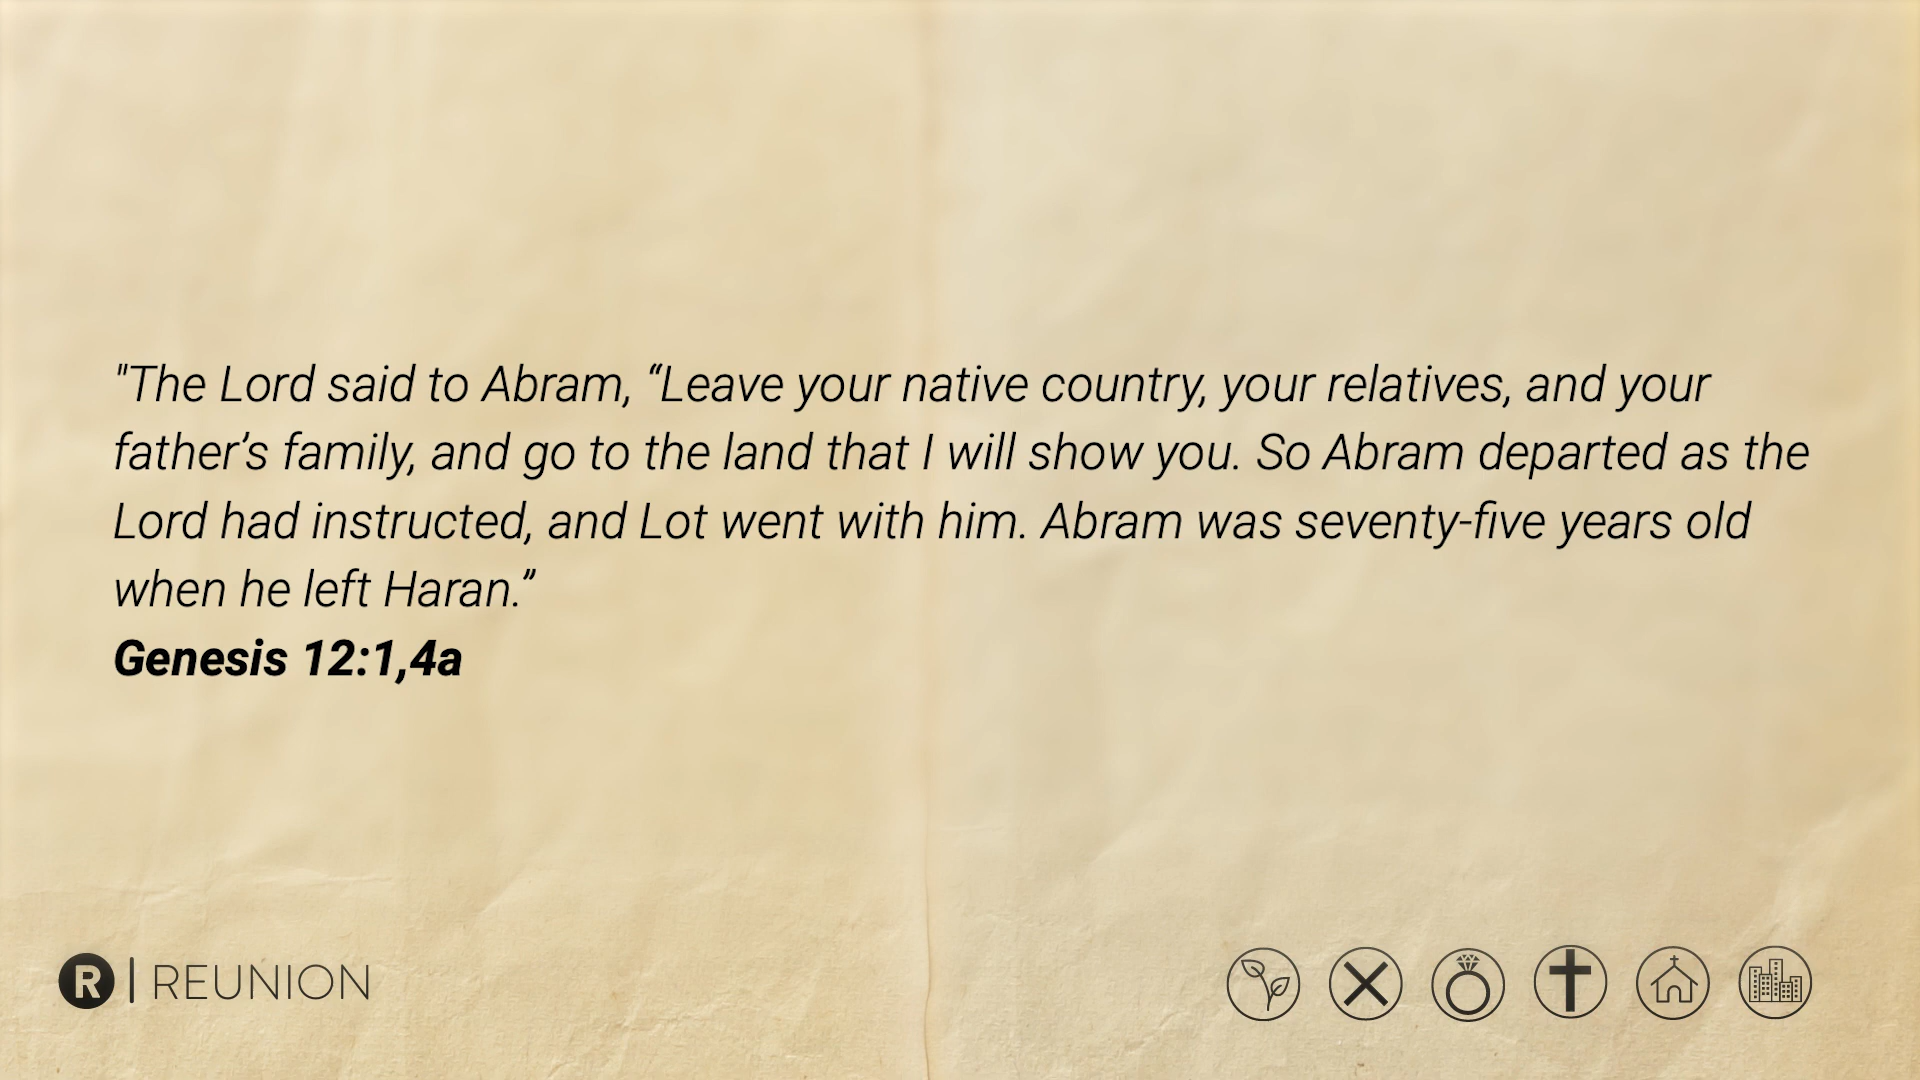 "The Lord said to Abram, “Leave your native country, your relatives, and your
father’s family, and go to the land that I will show you. So Abram departed as the
Lord had instructed, and Lot went with him. Abram was seventy-five years old
when he left Haran.”
Genesis 12:1,4a
R | REUNION